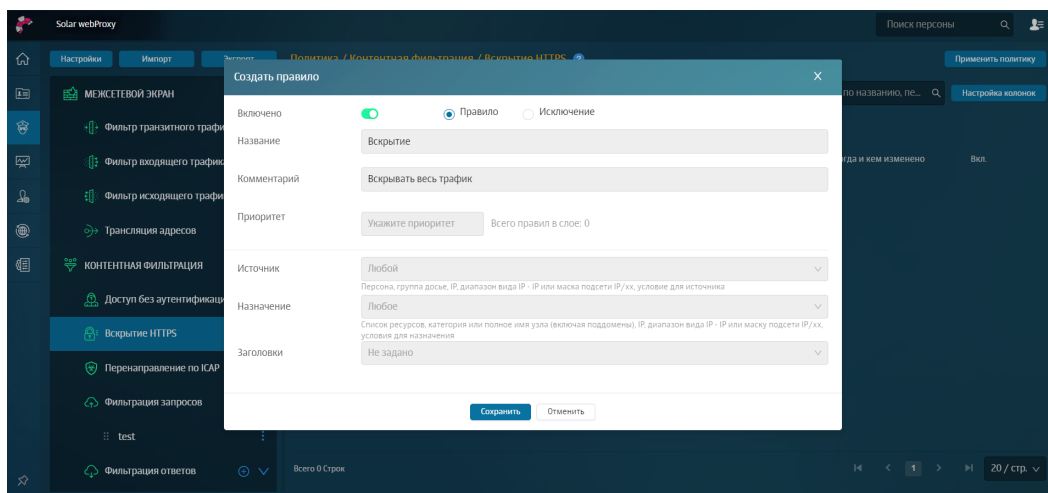 Solar webProxy
Поиск персоны
Настройки
Импорт
Экспорт
Политика / Контентная фильтрация / Вскрытие HTTPS ?
Применить политику
Создать правило
X
МЕЖСЕТЕВОЙ ЭКРАН
по названию, пе...
Настройка колонок
Включено
Правило
Исключение
Фильтр транзитного трафи
Название
Вскрытие
Фильтр входящего трафик
огда и кем изменено
Вкл.
Комментарий
Вскрывать весь трафик
Фильтр исходящего трафи
Приоритет
Укажите приоритет
Всего правил в слое: 0
Трансляция адресов
КОНТЕНТНАЯ ФИЛЬТРАЦИЯ
Источник
Любой
Персона, группа досье, IP, диапазон вида IP - IP или маска подсети IP/xx, условие для источника
Доступ без аутентификаци
Назначение
Любое
Список ресурсов, категория или полное имя узла (включая поддомены), IP, диапазон вида IP - IP или маску подсети IP/xx,
условия для назначения
Вскрытие HTTPS
Заголовки
Не задано
Перенаправление по ICAP
Фильтрация запросов
Сохранить
Отменить
test
Фильтрация ответов
Всего 0 Строк
1
20 / стр.